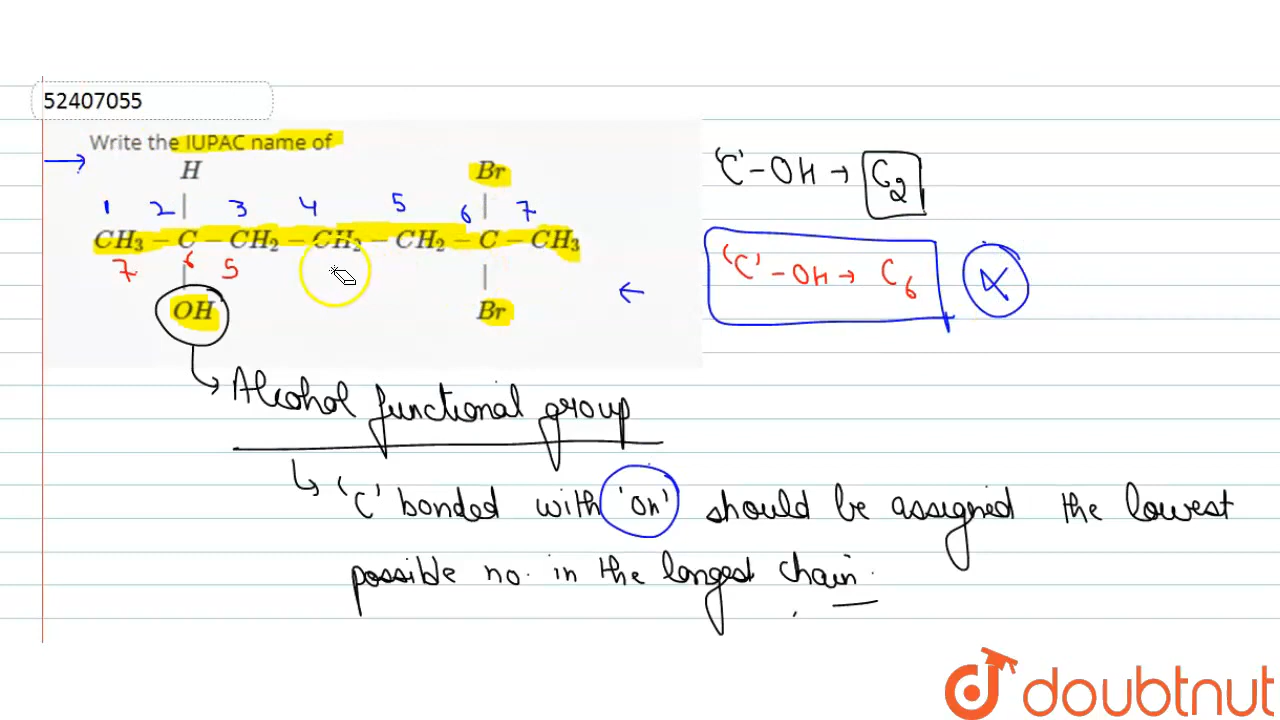 52407055
Write the IUPAC name of
H Br
1 2 | 3 4 5 6 | 7
CH₃ − C − CH₂ − CH₂ − CH₂ − C − CH₃
7 6 5
| |
OH Br
'C' - OH → C₂
'C' - OH → C₆ ✗
→ Alcohol functional group
↳ 'C' bonded with 'OH' should be assigned the lowest
possible no. in the longest chain.
doubtnut